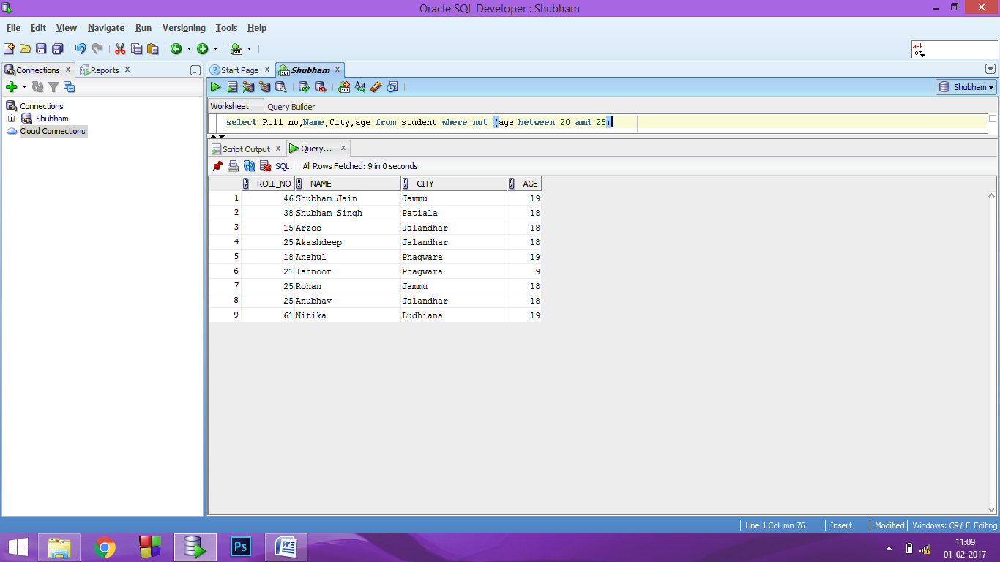 Oracle SQL Developer : Shubham
File Edit View Navigate Run Versioning Tools Help
ask
Tom
Connections x Reports x
Start Page x Shubham x
Shubham
Worksheet Query Builder
Connections
Shubham
Cloud Connections
select Roll_no,Name,City,age from student where not (age between 20 and 25)
Script Output x Query... x
SQL | All Rows Fetched: 9 in 0 seconds
ROLL_NO NAME CITY AGE
1 46 Shubham Jain Jammu 19
2 38 Shubham Singh Patiala 18
3 15 Arzoo Jalandhar 18
4 25 Akashdeep Jalandhar 18
5 18 Anshul Phagwara 19
6 21 Ishnoor Phagwara 9
7 25 Rohan Jammu 18
8 25 Anubhav Jalandhar 18
9 61 Nitika Ludhiana 19
Line 1 Column 76 | Insert | Modified | Windows: CR/LF Editing
Ps
11:09
01-02-2017